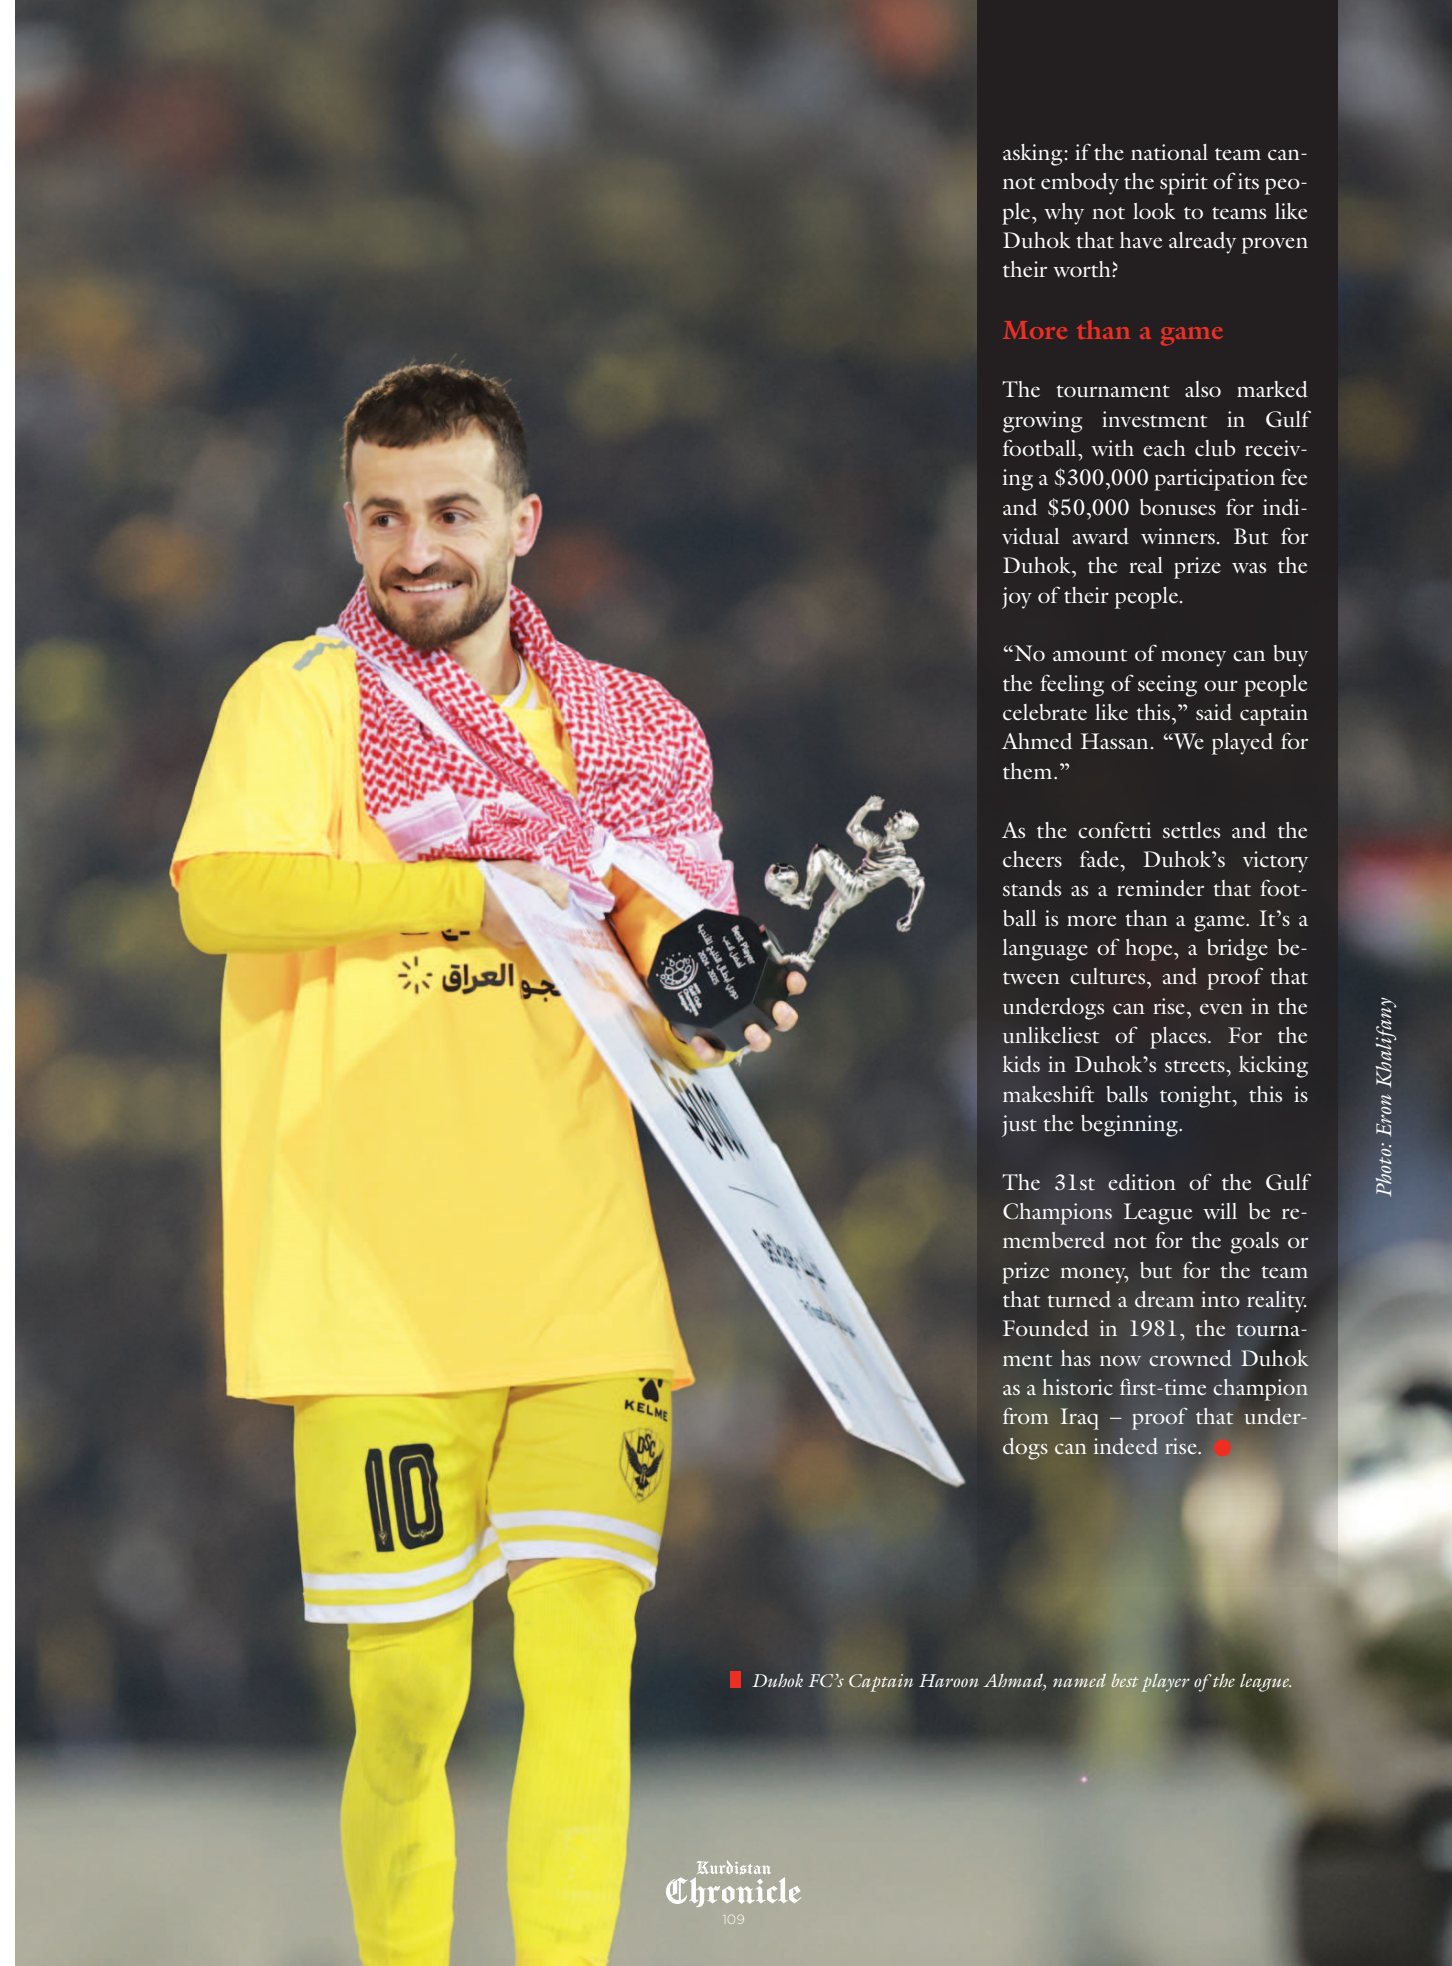 asking: if the national team can-
not embody the spirit of its peo-
ple, why not look to teams like
Duhok that have already proven
their worth?
More than a game
The tournament also marked
growing investment in Gulf
football, with each club receiv-
ing a $300,000 participation fee
and $50,000 bonuses for indi-
vidual award winners. But for
Duhok, the real prize was the
joy of their people.
“No amount of money can buy
the feeling of seeing our people
celebrate like this,” said captain
Ahmed Hassan. “We played for
them.”
As the confetti settles and the
cheers fade, Duhok’s victory
stands as a reminder that foot-
ball is more than a game. It’s a
language of hope, a bridge be-
tween cultures, and proof that
underdogs can rise, even in the
unlikeliest of places. For the
kids in Duhok’s streets, kicking
makeshift balls tonight, this is
just the beginning.
The 31st edition of the Gulf
Champions League will be re-
membered not for the goals or
prize money, but for the team
that turned a dream into reality.
Founded in 1981, the tourna-
ment has now crowned Duhok
as a historic first-time champion
from Iraq – proof that under-
dogs can indeed rise.
Photo: Eron Khalifany
Best Player
أفضل لاعب
دوري أبطال الخليج للأندية
2024 - 2025
العراق
KELME
DSC
10
Duhok FC’s Captain Haroon Ahmad, named best player of the league.
Kurdistan
Chronicle
109